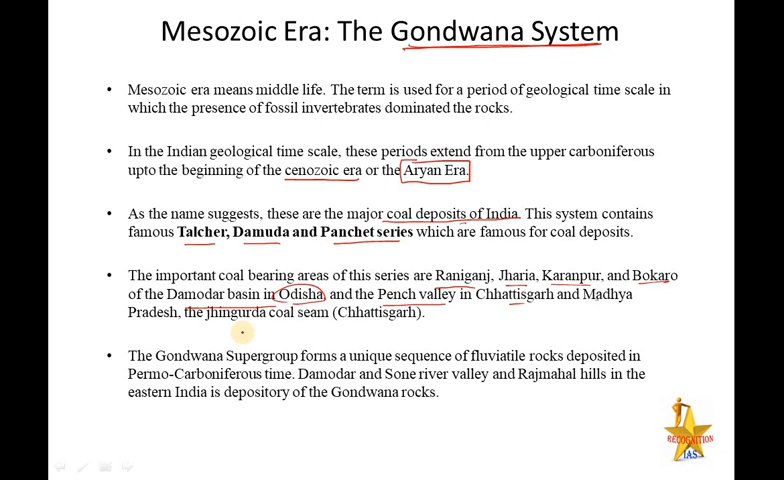 Mesozoic Era: The Gondwana System
• Mesozoic era means middle life. The term is used for a period of geological time scale in
which the presence of fossil invertebrates dominated the rocks.
• In the Indian geological time scale, these periods extend from the upper carboniferous
upto the beginning of the cenozoic era or the Aryan Era.
• As the name suggests, these are the major coal deposits of India. This system contains
famous Talcher, Damuda and Panchet series which are famous for coal deposits.
• The important coal bearing areas of this series are Raniganj, Jharia, Karanpur, and Bokaro
of the Damodar basin in Odisha, and the Pench valley in Chhattisgarh and Madhya
Pradesh, the jhingurda coal seam (Chhattisgarh).
• The Gondwana Supergroup forms a unique sequence of fluviatile rocks deposited in
Permo-Carboniferous time. Damodar and Sone river valley and Rajmahal hills in the
eastern India is depository of the Gondwana rocks.
RECOGNITION
IAS